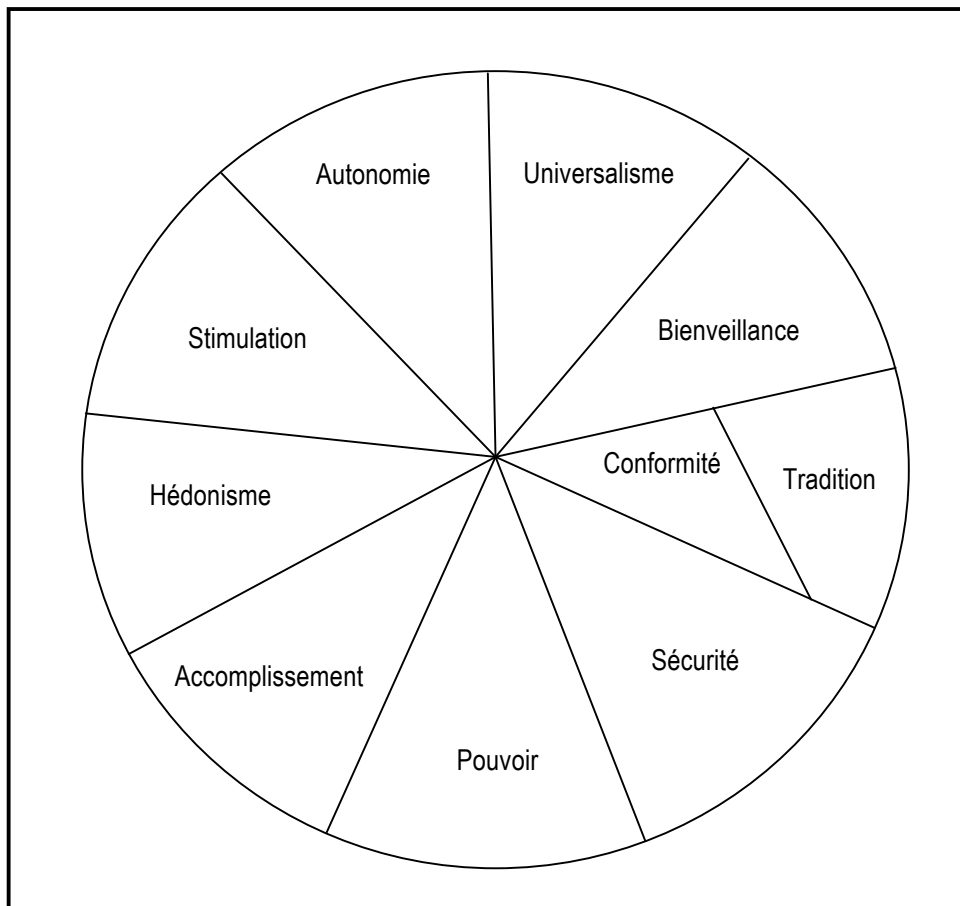 Autonomie
Universalisme
Stimulation
Bienveillance
Conformité
Tradition
Hédonisme
Sécurité
Accomplissement
Pouvoir